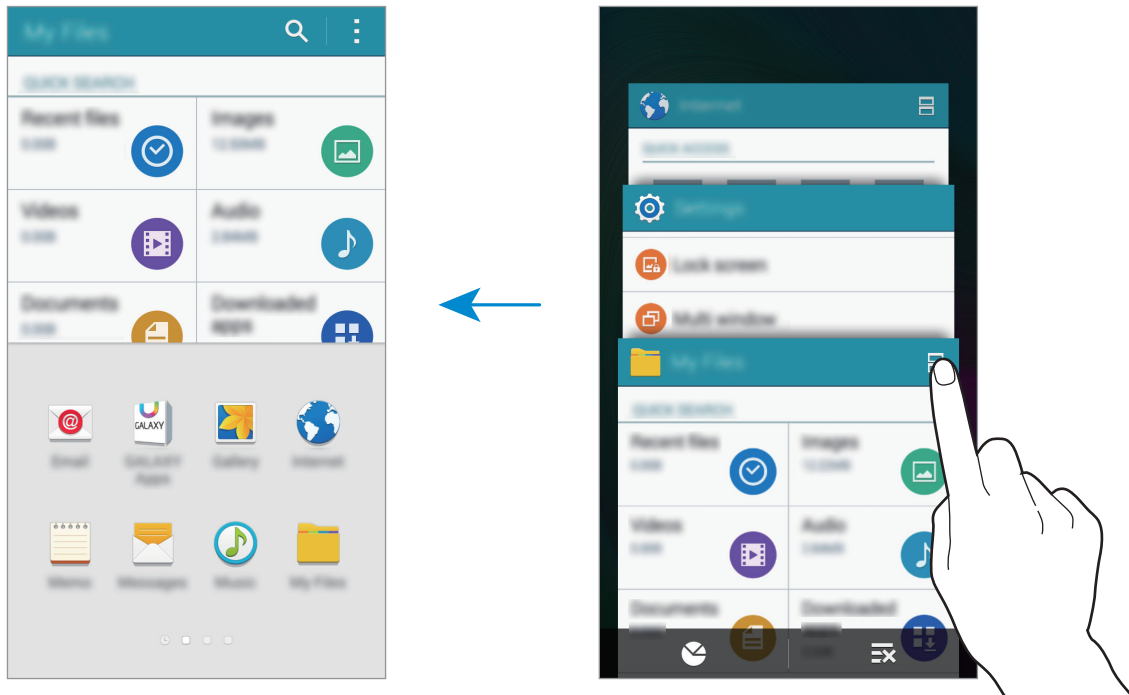 My Files
QUICK SEARCH
Recent files
Images
Videos
Audio
Documents
Downloaded
apps
GALAXY
Email
GALAXY
Apps
Gallery
Internet
Memo
Messages
Music
My Files
Internet
QUICK ACCESS
Settings
Lock screen
Multi window
My Files
QUICK SEARCH
Recent files
Images
Videos
Audio
Documents
Downloaded